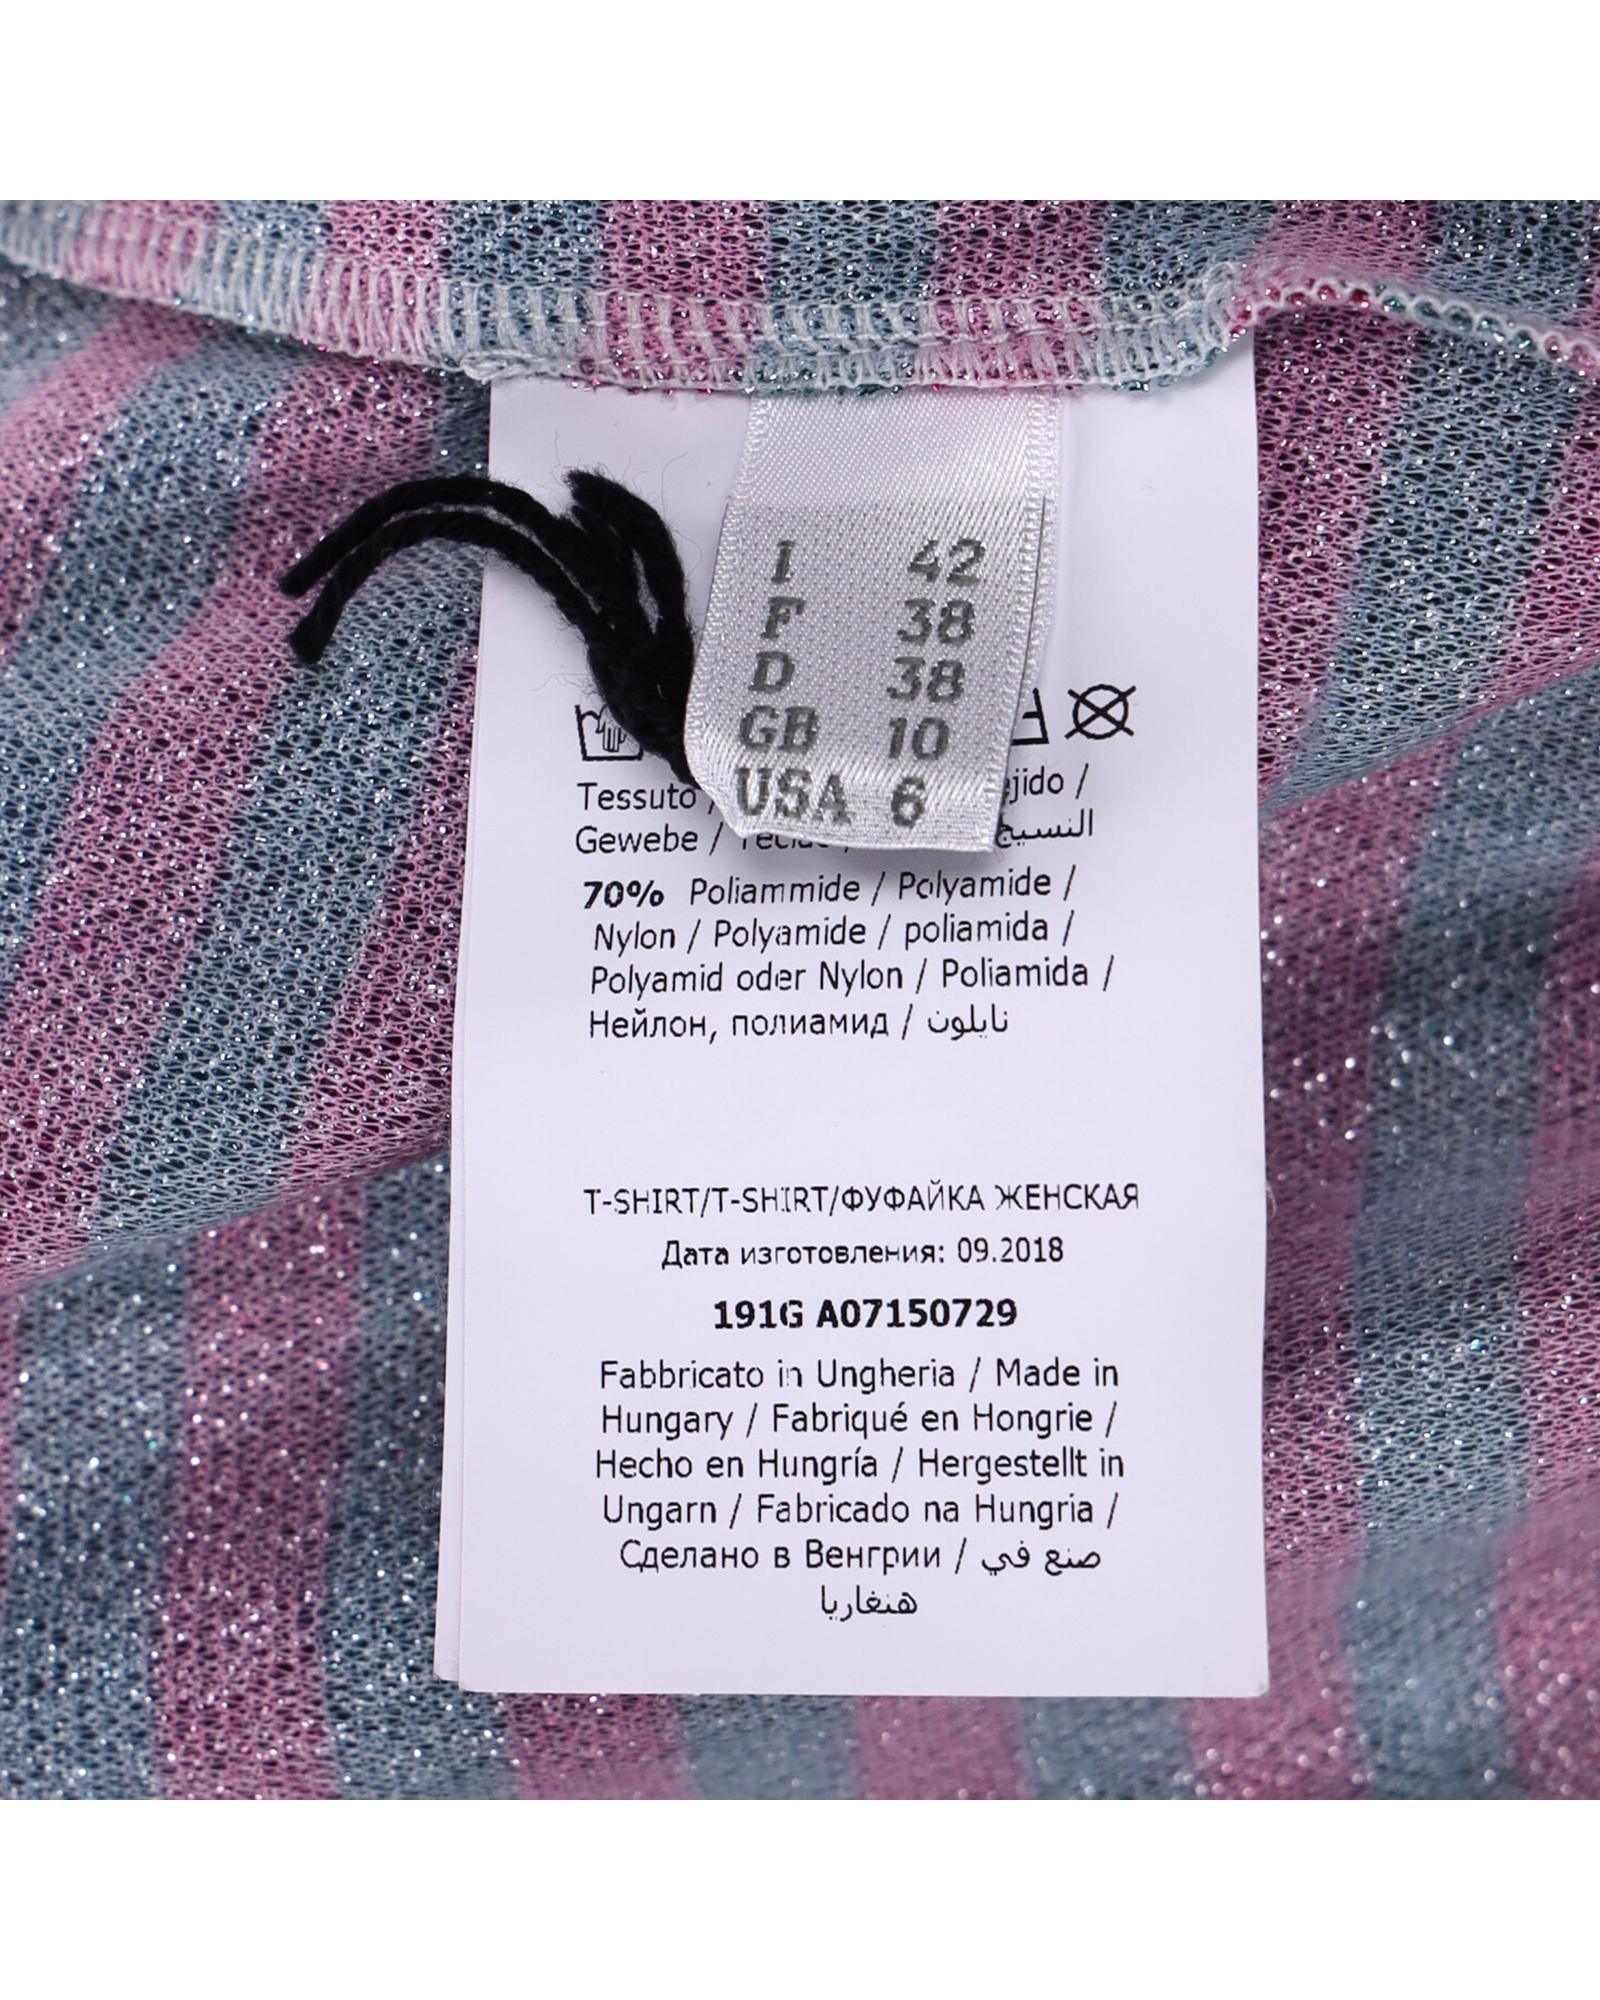 I 42
F 38
D 38
GB 10
USA 6
Tessuto /
Gewebe / النسيج
70% Poliammide / Polyamide /
Nylon / Polyamide / poliamida /
Polyamid oder Nylon / Poliamida /
Нейлон, полиамид / نايلون
T-SHIRT/T-SHIRT/ФУФАЙКА ЖЕНСКАЯ
Дата изготовления: 09.2018
191G A07150729
Fabbricato in Ungheria / Made in
Hungary / Fabriqué en Hongrie /
Hecho en Hungría / Hergestellt in
Ungarn / Fabricado na Hungria /
Сделано в Венгрии / صنع في
هنغاريا